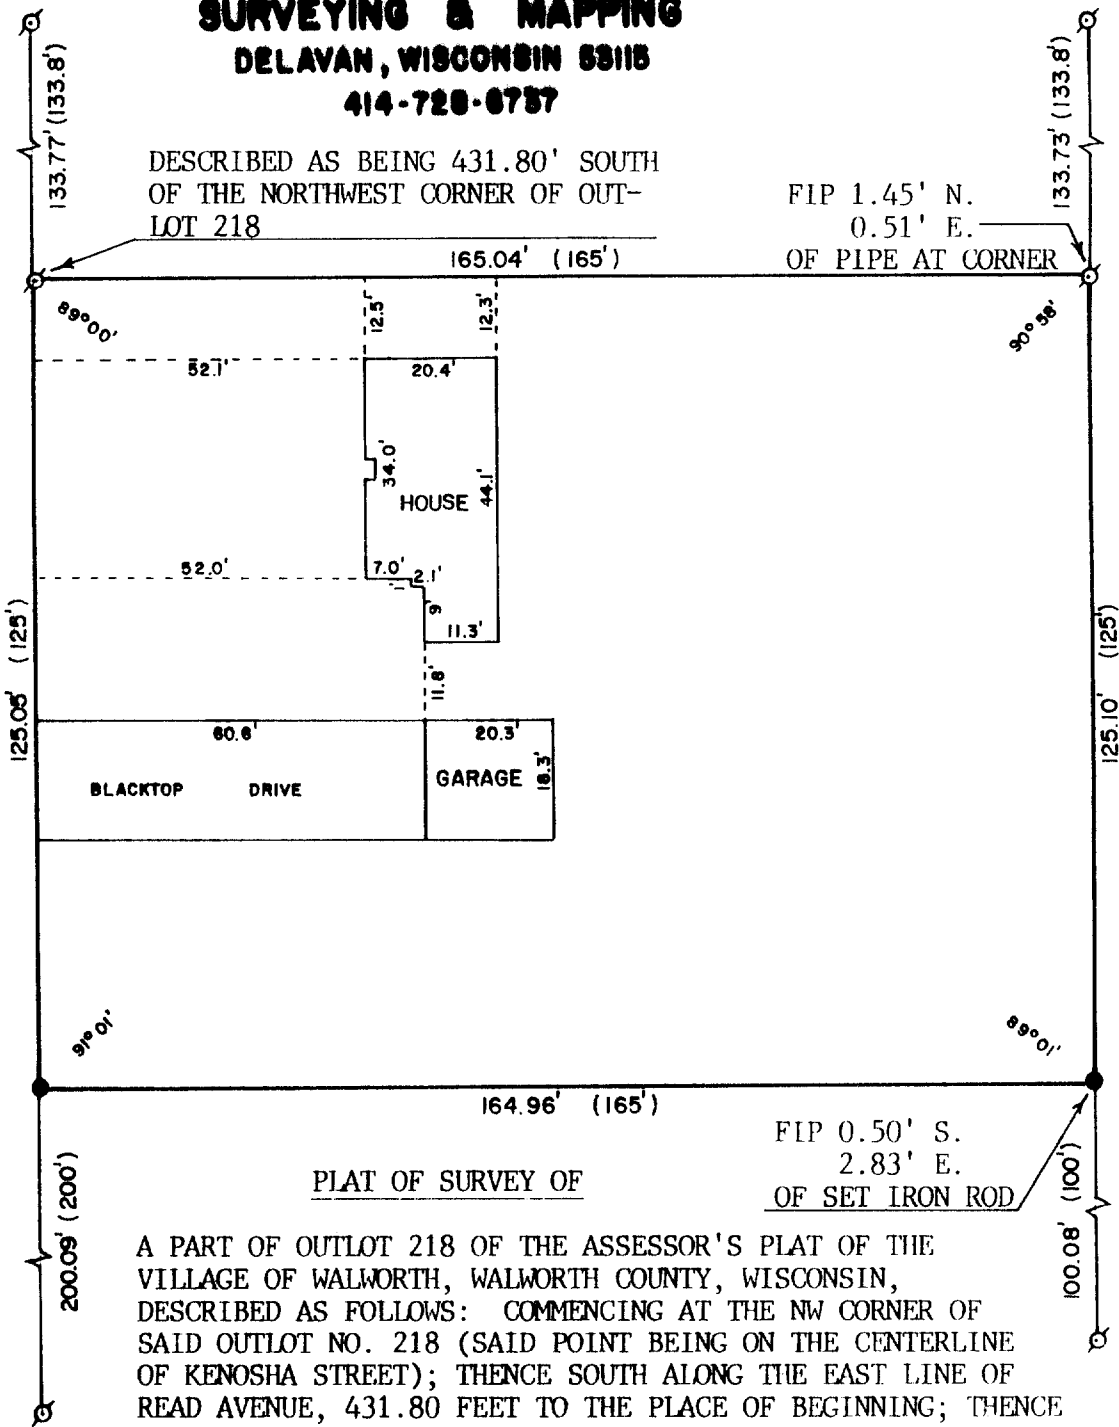 SURVEYING & MAPPING
DELAVAN, WISCONSIN 53115
133.77' (133.8')
133.73' (133.8')
DESCRIBED AS BEING 431.80' SOUTH
OF THE NORTHWEST CORNER OF OUT-
LOT 218
FIP 1.45' N.
0.51' E.
OF PIPE AT CORNER
165.04' (165')
89°00'
12.5'
12.3'
90°58'
52.1'
20.4'
34.0'
44.1'
HOUSE
52.0'
7.0'
2.1'
1'
9'
11.3'
125.05' (125')
125.10' (125')
11.8'
60.6'
20.3'
BLACKTOP DRIVE
GARAGE
18.3'
91°01'
89°01'
164.96' (165')
FIP 0.50' S.
2.83' E.
OF SET IRON ROD
200.09' (200')
100.08' (100')
PLAT OF SURVEY OF
A PART OF OUTLOT 218 OF THE ASSESSOR'S PLAT OF THE
VILLAGE OF WALWORTH, WALWORTH COUNTY, WISCONSIN,
DESCRIBED AS FOLLOWS: COMMENCING AT THE NW CORNER OF
SAID OUTLOT NO. 218 (SAID POINT BEING ON THE CENTERLINE
OF KENOSHA STREET); THENCE SOUTH ALONG THE EAST LINE OF
READ AVENUE, 431.80 FEET TO THE PLACE OF BEGINNING; THENCE